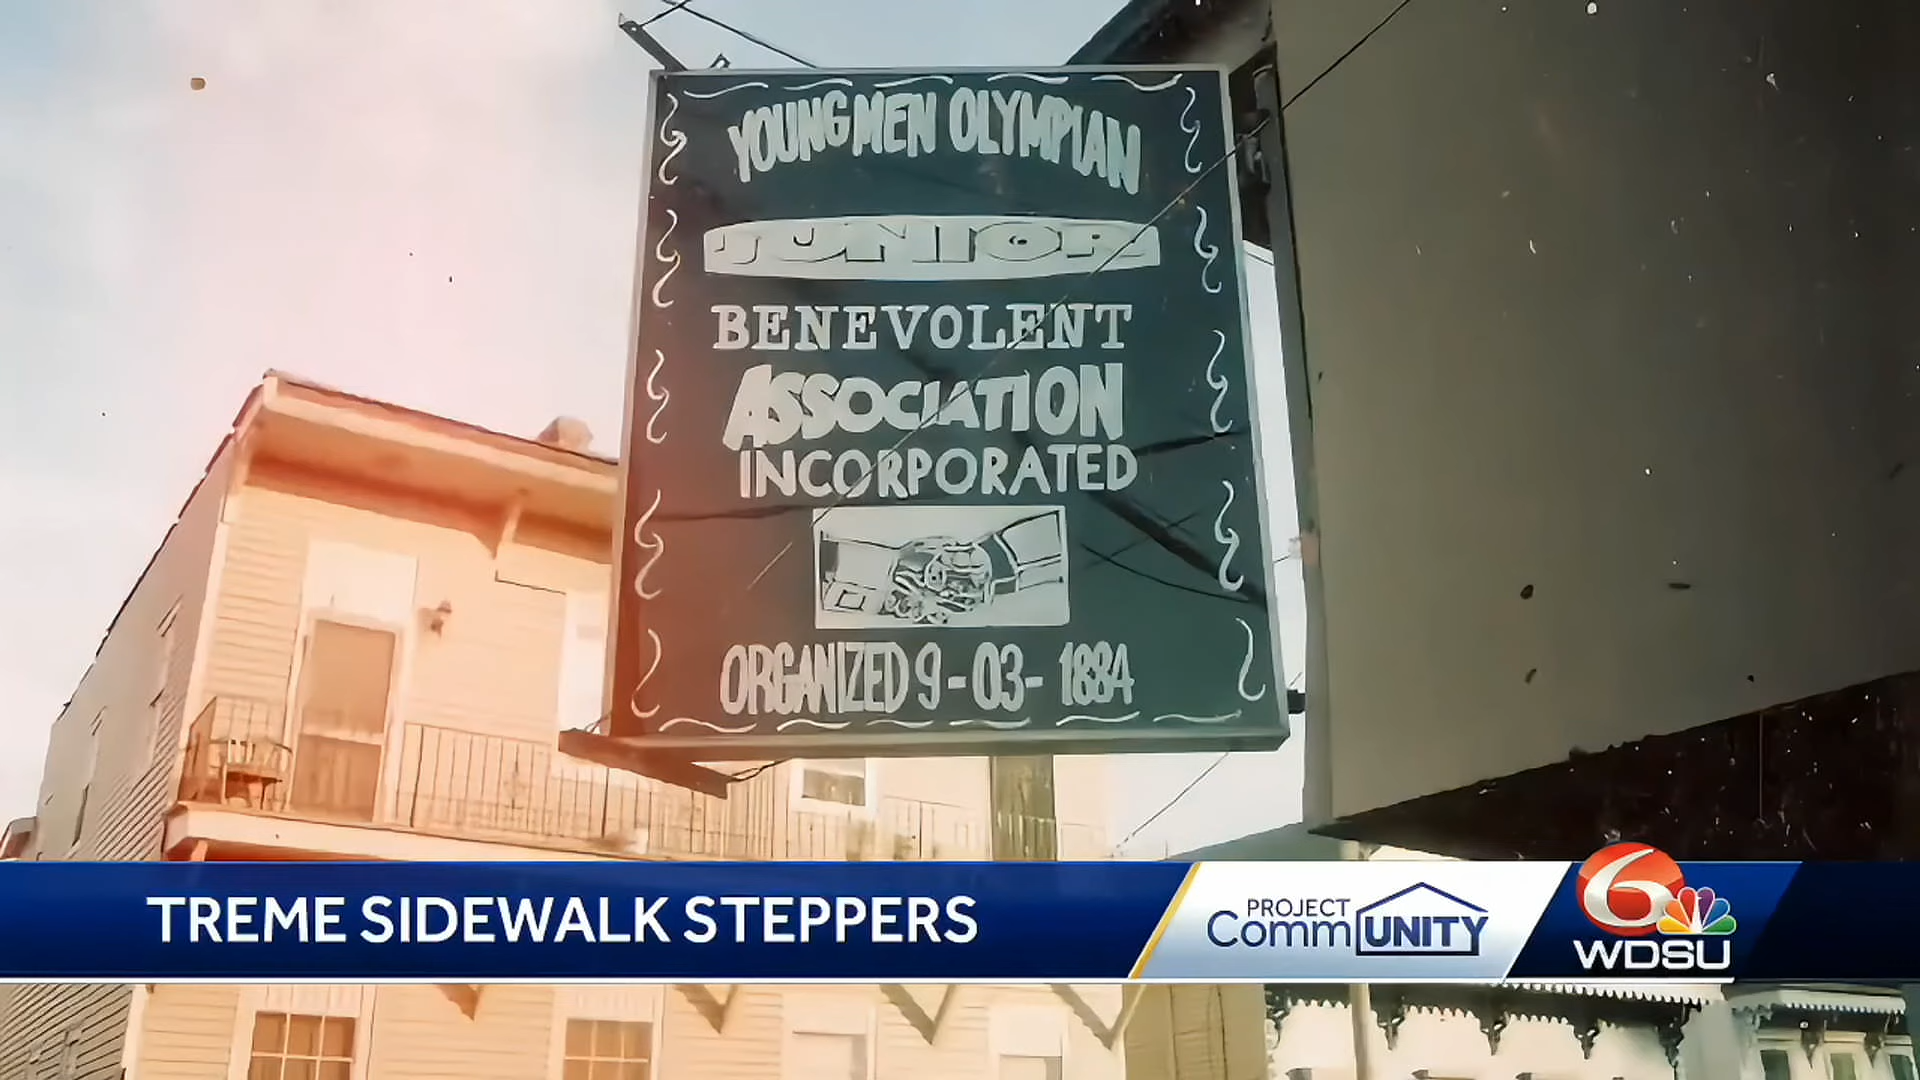 YOUNG MEN OLYMPIAN
JUNIOR
BENEVOLENT
ASSOCIATION
INCORPORATED
ORGANIZED 9-03-1884
TREME SIDEWALK STEPPERS
PROJECT
CommUNITY
6
WDSU